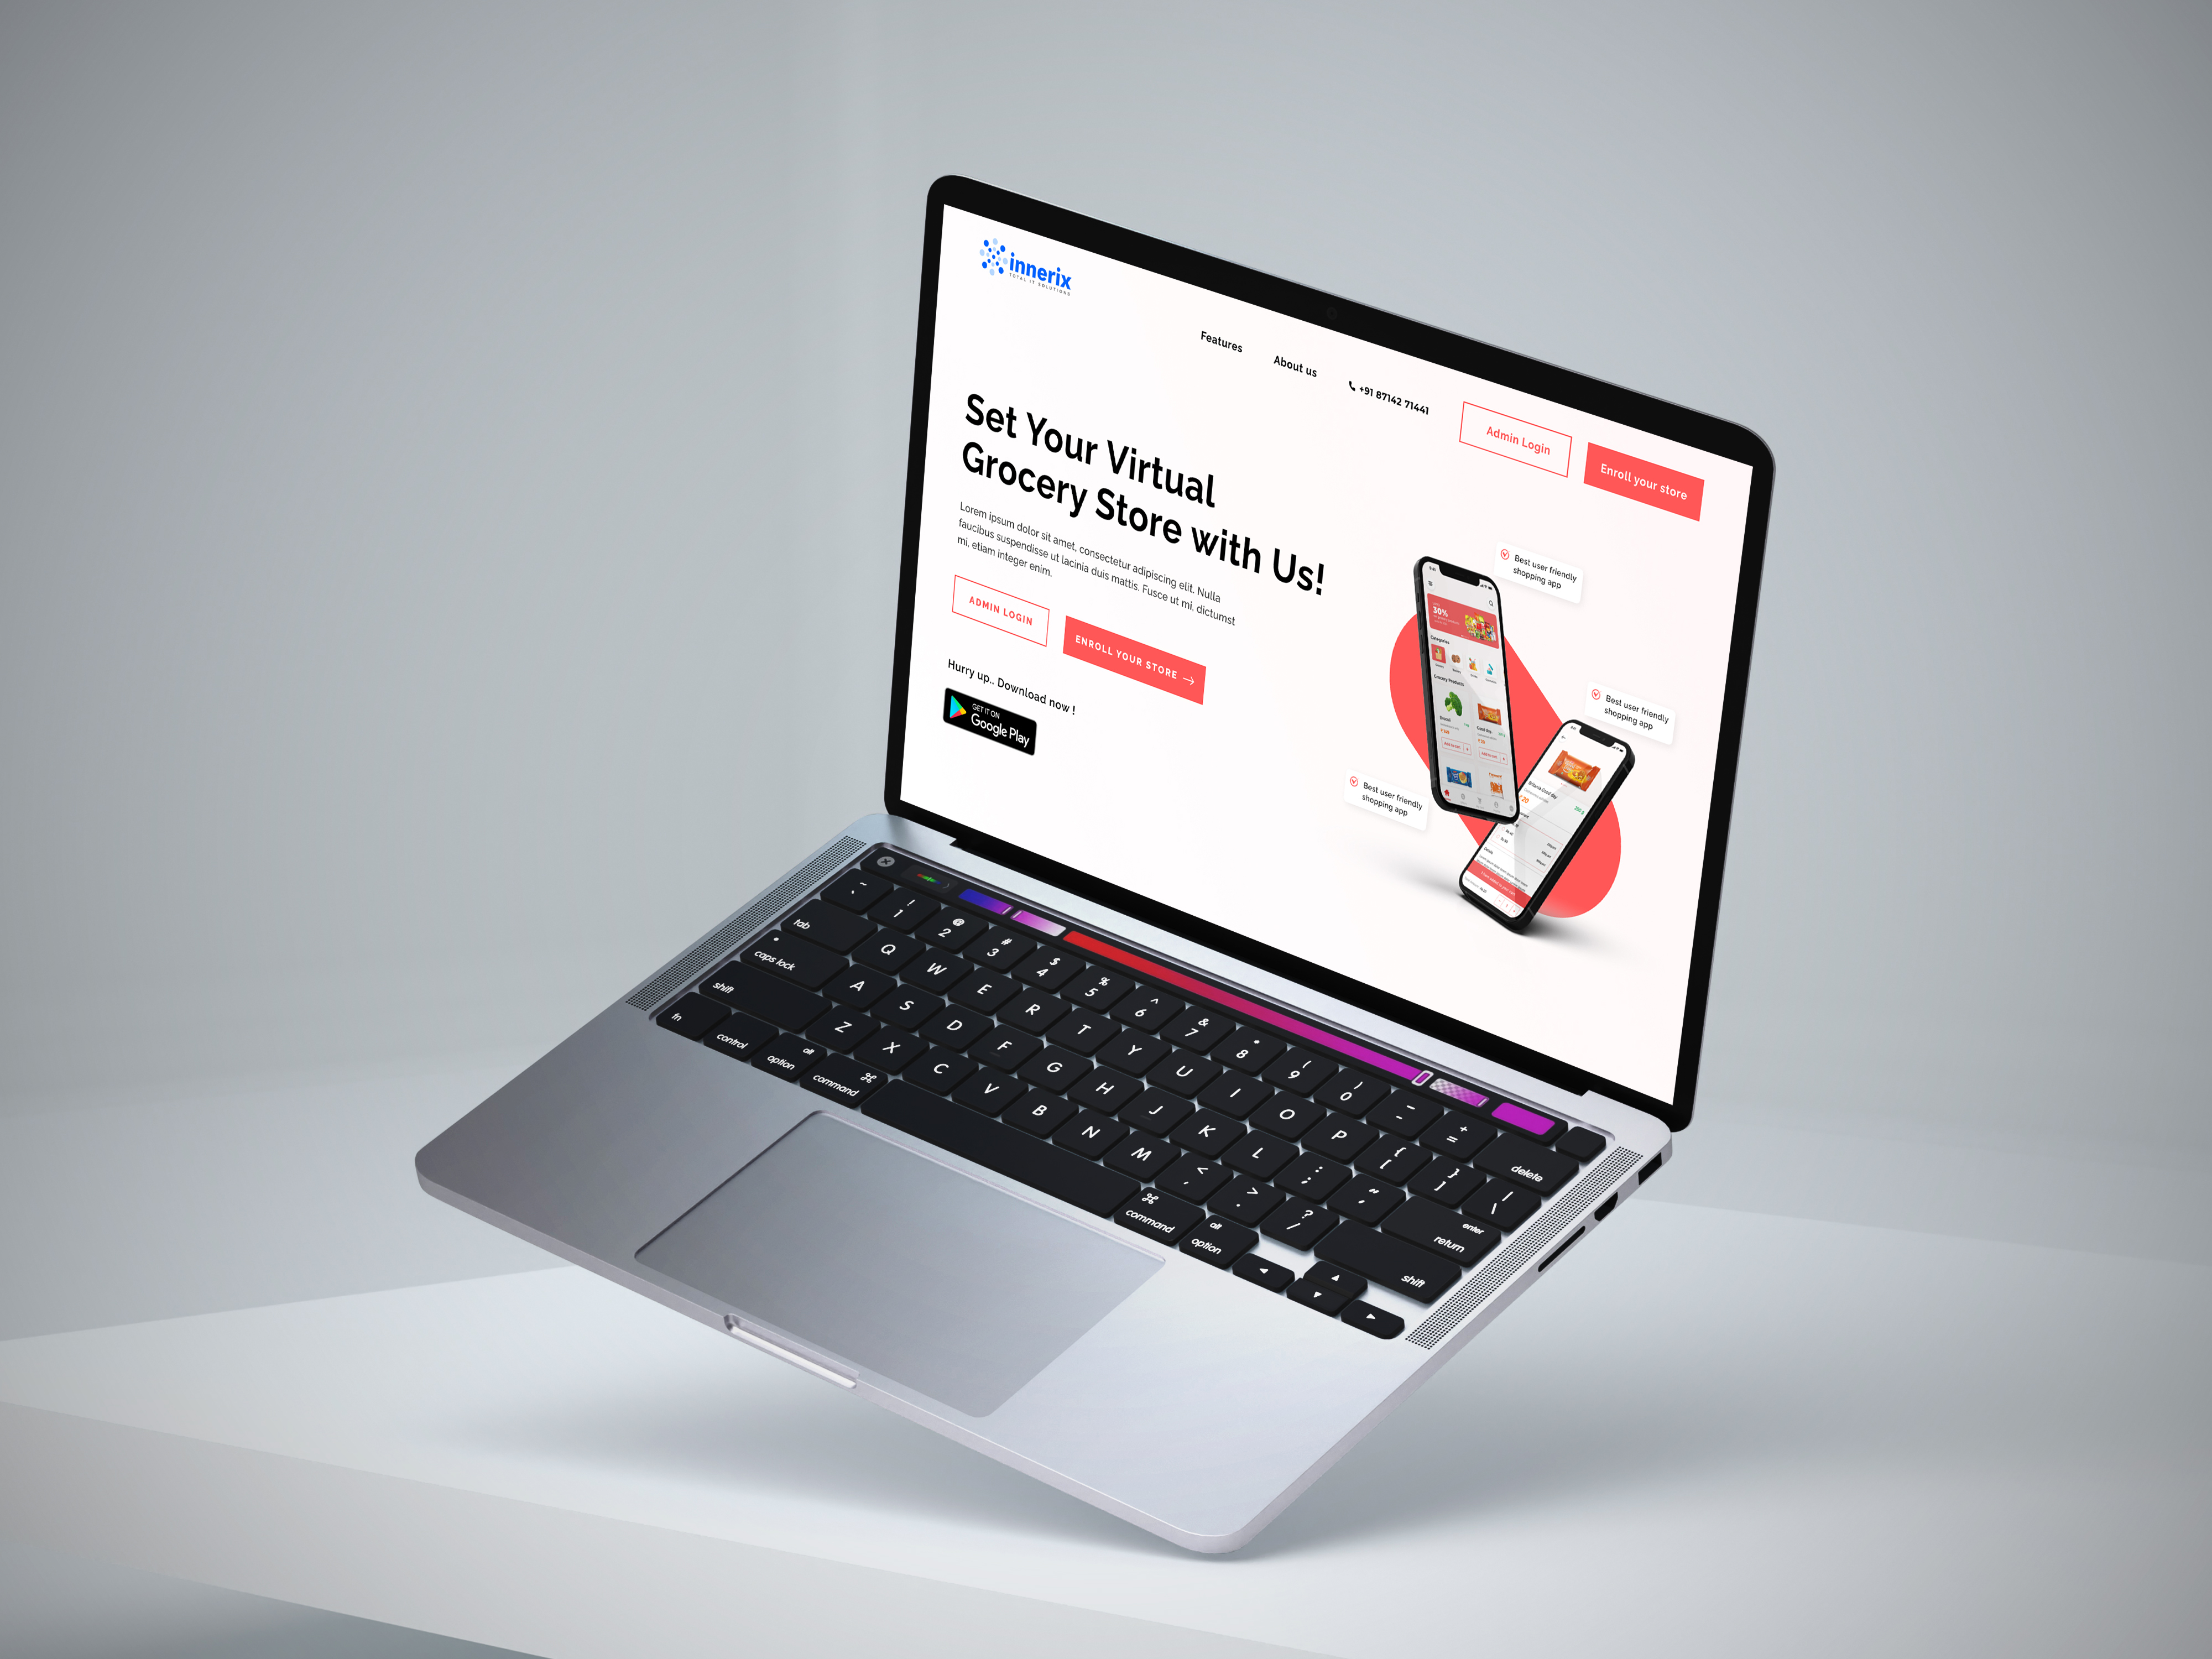 innerix
TOTAL IT SOLUTIONS
Features
About us
+91 87142 71441
Admin Login
Enroll your store
Set Your Virtual
Grocery Store with Us!
Lorem ipsum dolor sit amet, consectetur adipiscing elit. Nulla
faucibus suspendisse ut lacinia duis mattis. Fusce ut mi, dictumst
mi, etiam integer enim.
ADMIN LOGIN
ENROLL YOUR STORE →
Hurry up.. Download now !
GET IT ON
Google Play
Best user friendly
shopping app
Best user friendly
shopping app
Best user friendly
shopping app
30%
Categories
Grocery Products
~ `
! 1
@ 2
# 3
$ 4
% 5
^ 6
& 7
* 8
( 9
) 0
_ -
+ =
delete
tab
Q W E R T Y U I O P { [ } ] | \
caps lock
A S D F G H J K L : ; " '
enter
return
shift
Z X C V B N M < , > . ? /
shift
fn
control
alt
option
⌘
command
⌘
command
alt
option
◀ ▲ ▼ ▶